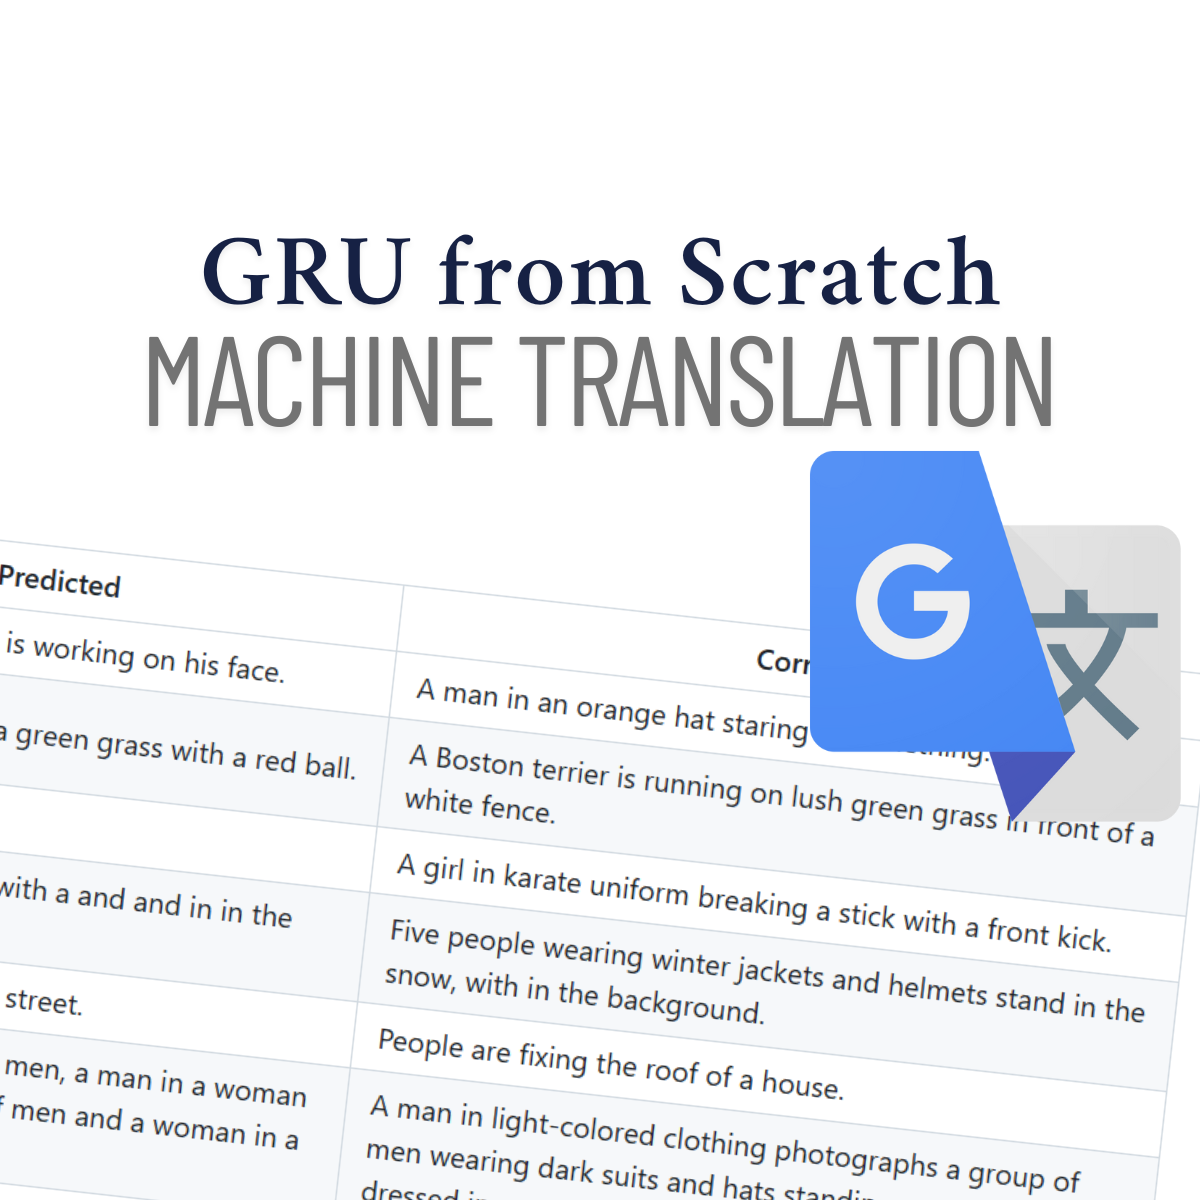 GRU from Scratch
MACHINE TRANSLATION
G
文
Predicted
is working on his face.
A man in an orange hat staring
a green grass with a red ball.
A Boston terrier is running on lush green grass in front of a
white fence.
A girl in karate uniform breaking a stick with a front kick.
with a and and in in the
Five people wearing winter jackets and helmets stand in the
snow, with in the background.
street.
People are fixing the roof of a house.
men, a man in a woman
men and a woman in a
A man in light-colored clothing photographs a group of
men wearing dark suits and hats